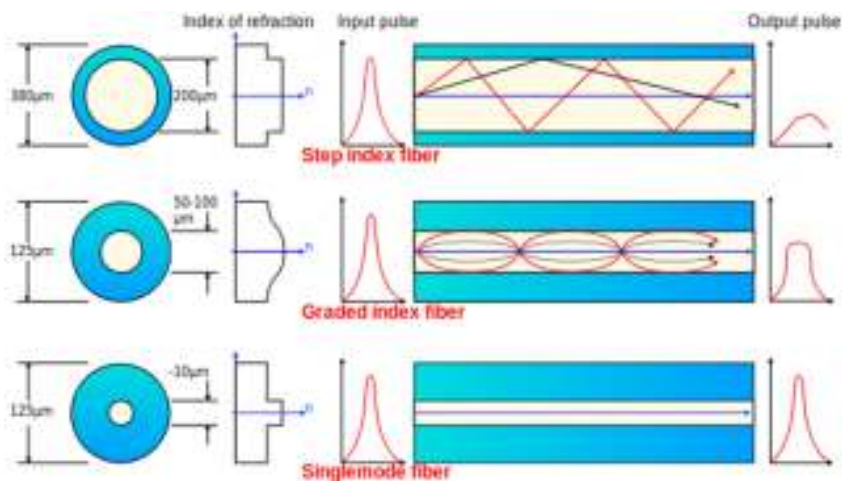 Index of refraction Input pulse Output pulse
380µm 200µm n
Step index fiber
50-100
µm
125µm n
Graded index fiber
~10µm
125µm n
Singlemode fiber